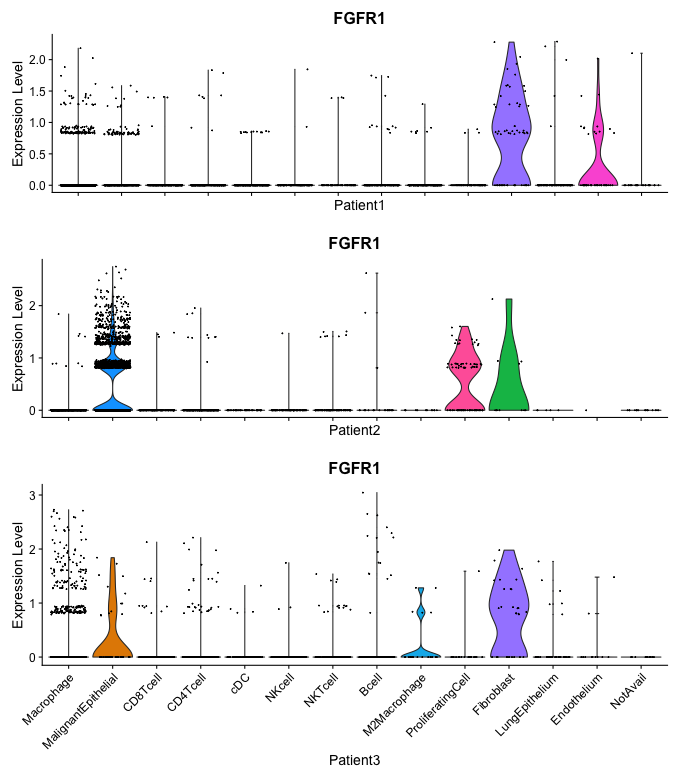 FGFR1
Expression Level
2.0
1.5
1.0
0.5
0.0
Patient1
FGFR1
Expression Level
2
1
0
Patient2
FGFR1
Expression Level
3
2
1
0
Macrophage
MalignantEpithelial
CD8Tcell
CD4Tcell
cDC
NKcell
NKTcell
Bcell
M2Macrophage
ProliferatingCell
Fibroblast
LungEpithelium
Endothelium
NotAvail
Patient3